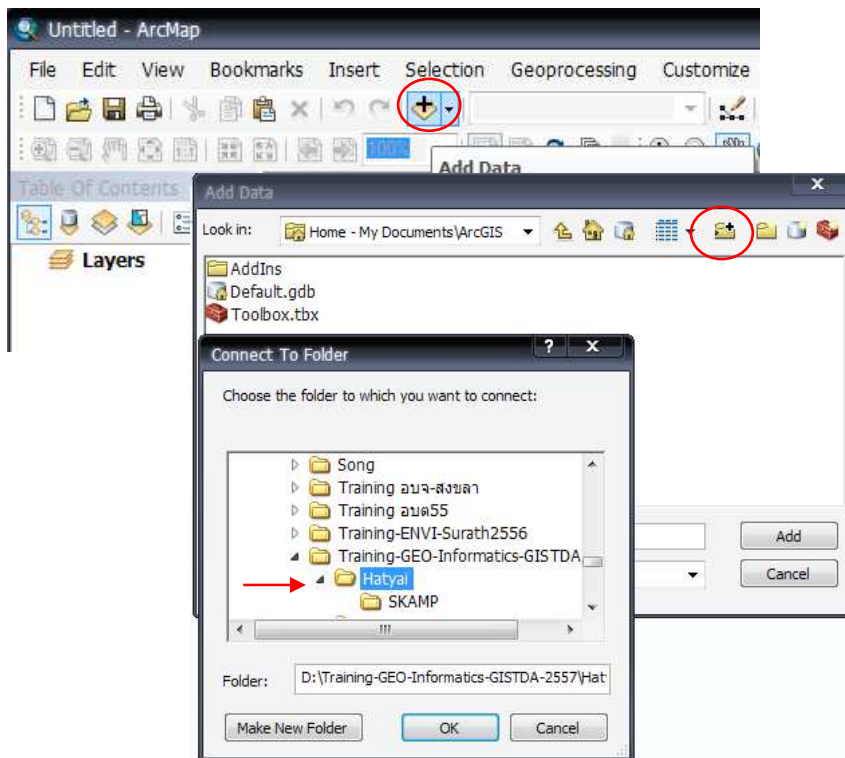 Untitled - ArcMap
File Edit View Bookmarks Insert Selection Geoprocessing Customize
100%
Add Data
Table Of Contents
Add Data
x
Look in: Home - My Documents\ArcGIS
Layers
AddIns
Default.gdb
Toolbox.tbx
Connect To Folder ? x
Choose the folder to which you want to connect:
Song
Training อบจ-สงขลา
Training อบต55
Training-ENVI-Surath2556
Training-GEO-Informatics-GISTDA
Add
Hatyai
Cancel
SKAMP
Folder: D:\Training-GEO-Informatics-GISTDA-2557\Hat
Make New Folder OK Cancel